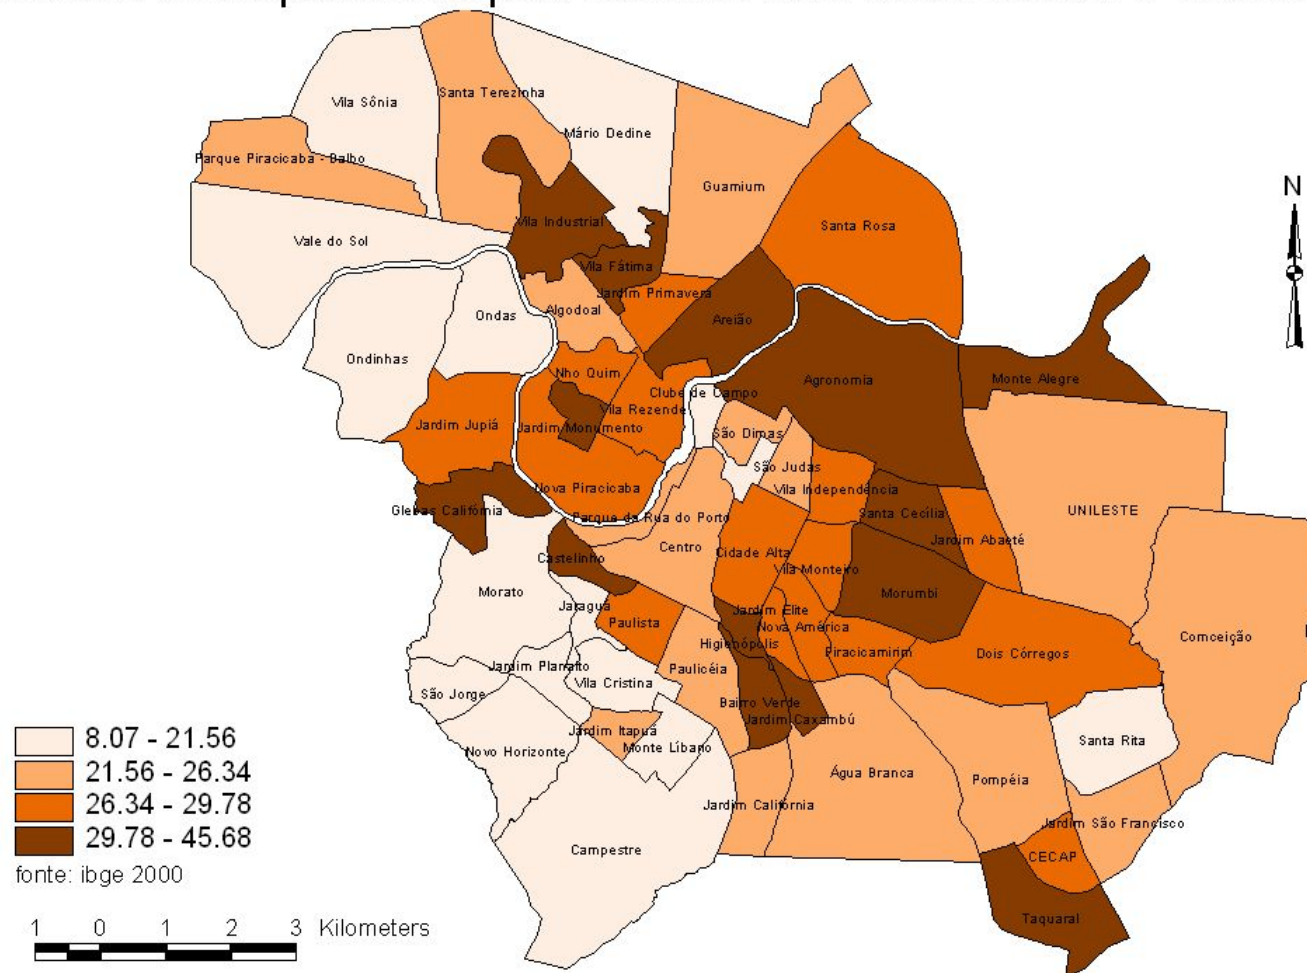 Vila Sônia
Santa Terezinha
Mário Dedine
Parque Piracicaba - Balbo
Guamium
N
Vila Industrial
Santa Rosa
Vale do Sol
Vila Fátima
Jardim Primavera
Algodoal
Areião
Ondas
Ondinhas
Nho Quim
Agronomia
Monte Alegre
Clube de Campo
Vila Rezende
Jardim Jupiá
Jardim Monumento
São Dimas
São Judas
Nova Piracicaba
Vila Independência
Glebas Califórnia
Parque da Rua do Porto
Santa Cecília
UNILESTE
Jardim Abaeté
Centro
Cidade Alta
Castelinho
Vila Monteiro
Morato
Morumbi
Jaraguá
Jardim Elite
Paulista
Nova América
Comceição
Higienópolis
Piracicamirim
Dois Córregos
Jardim Planalto
Paulicéia
São Jorge
Vila Cristina
Bairro Verde
Jardim Caxambú
Jardim Itapuá
Santa Rita
Novo Horizonte
Monte Líbano
Água Branca
Pompéia
Jardim Califórnia
Jardim São Francisco
Campestre
CECAP
Taquaral
8.07 - 21.56
21.56 - 26.34
26.34 - 29.78
29.78 - 45.68
fonte: ibge 2000
1 0 1 2 3 Kilometers